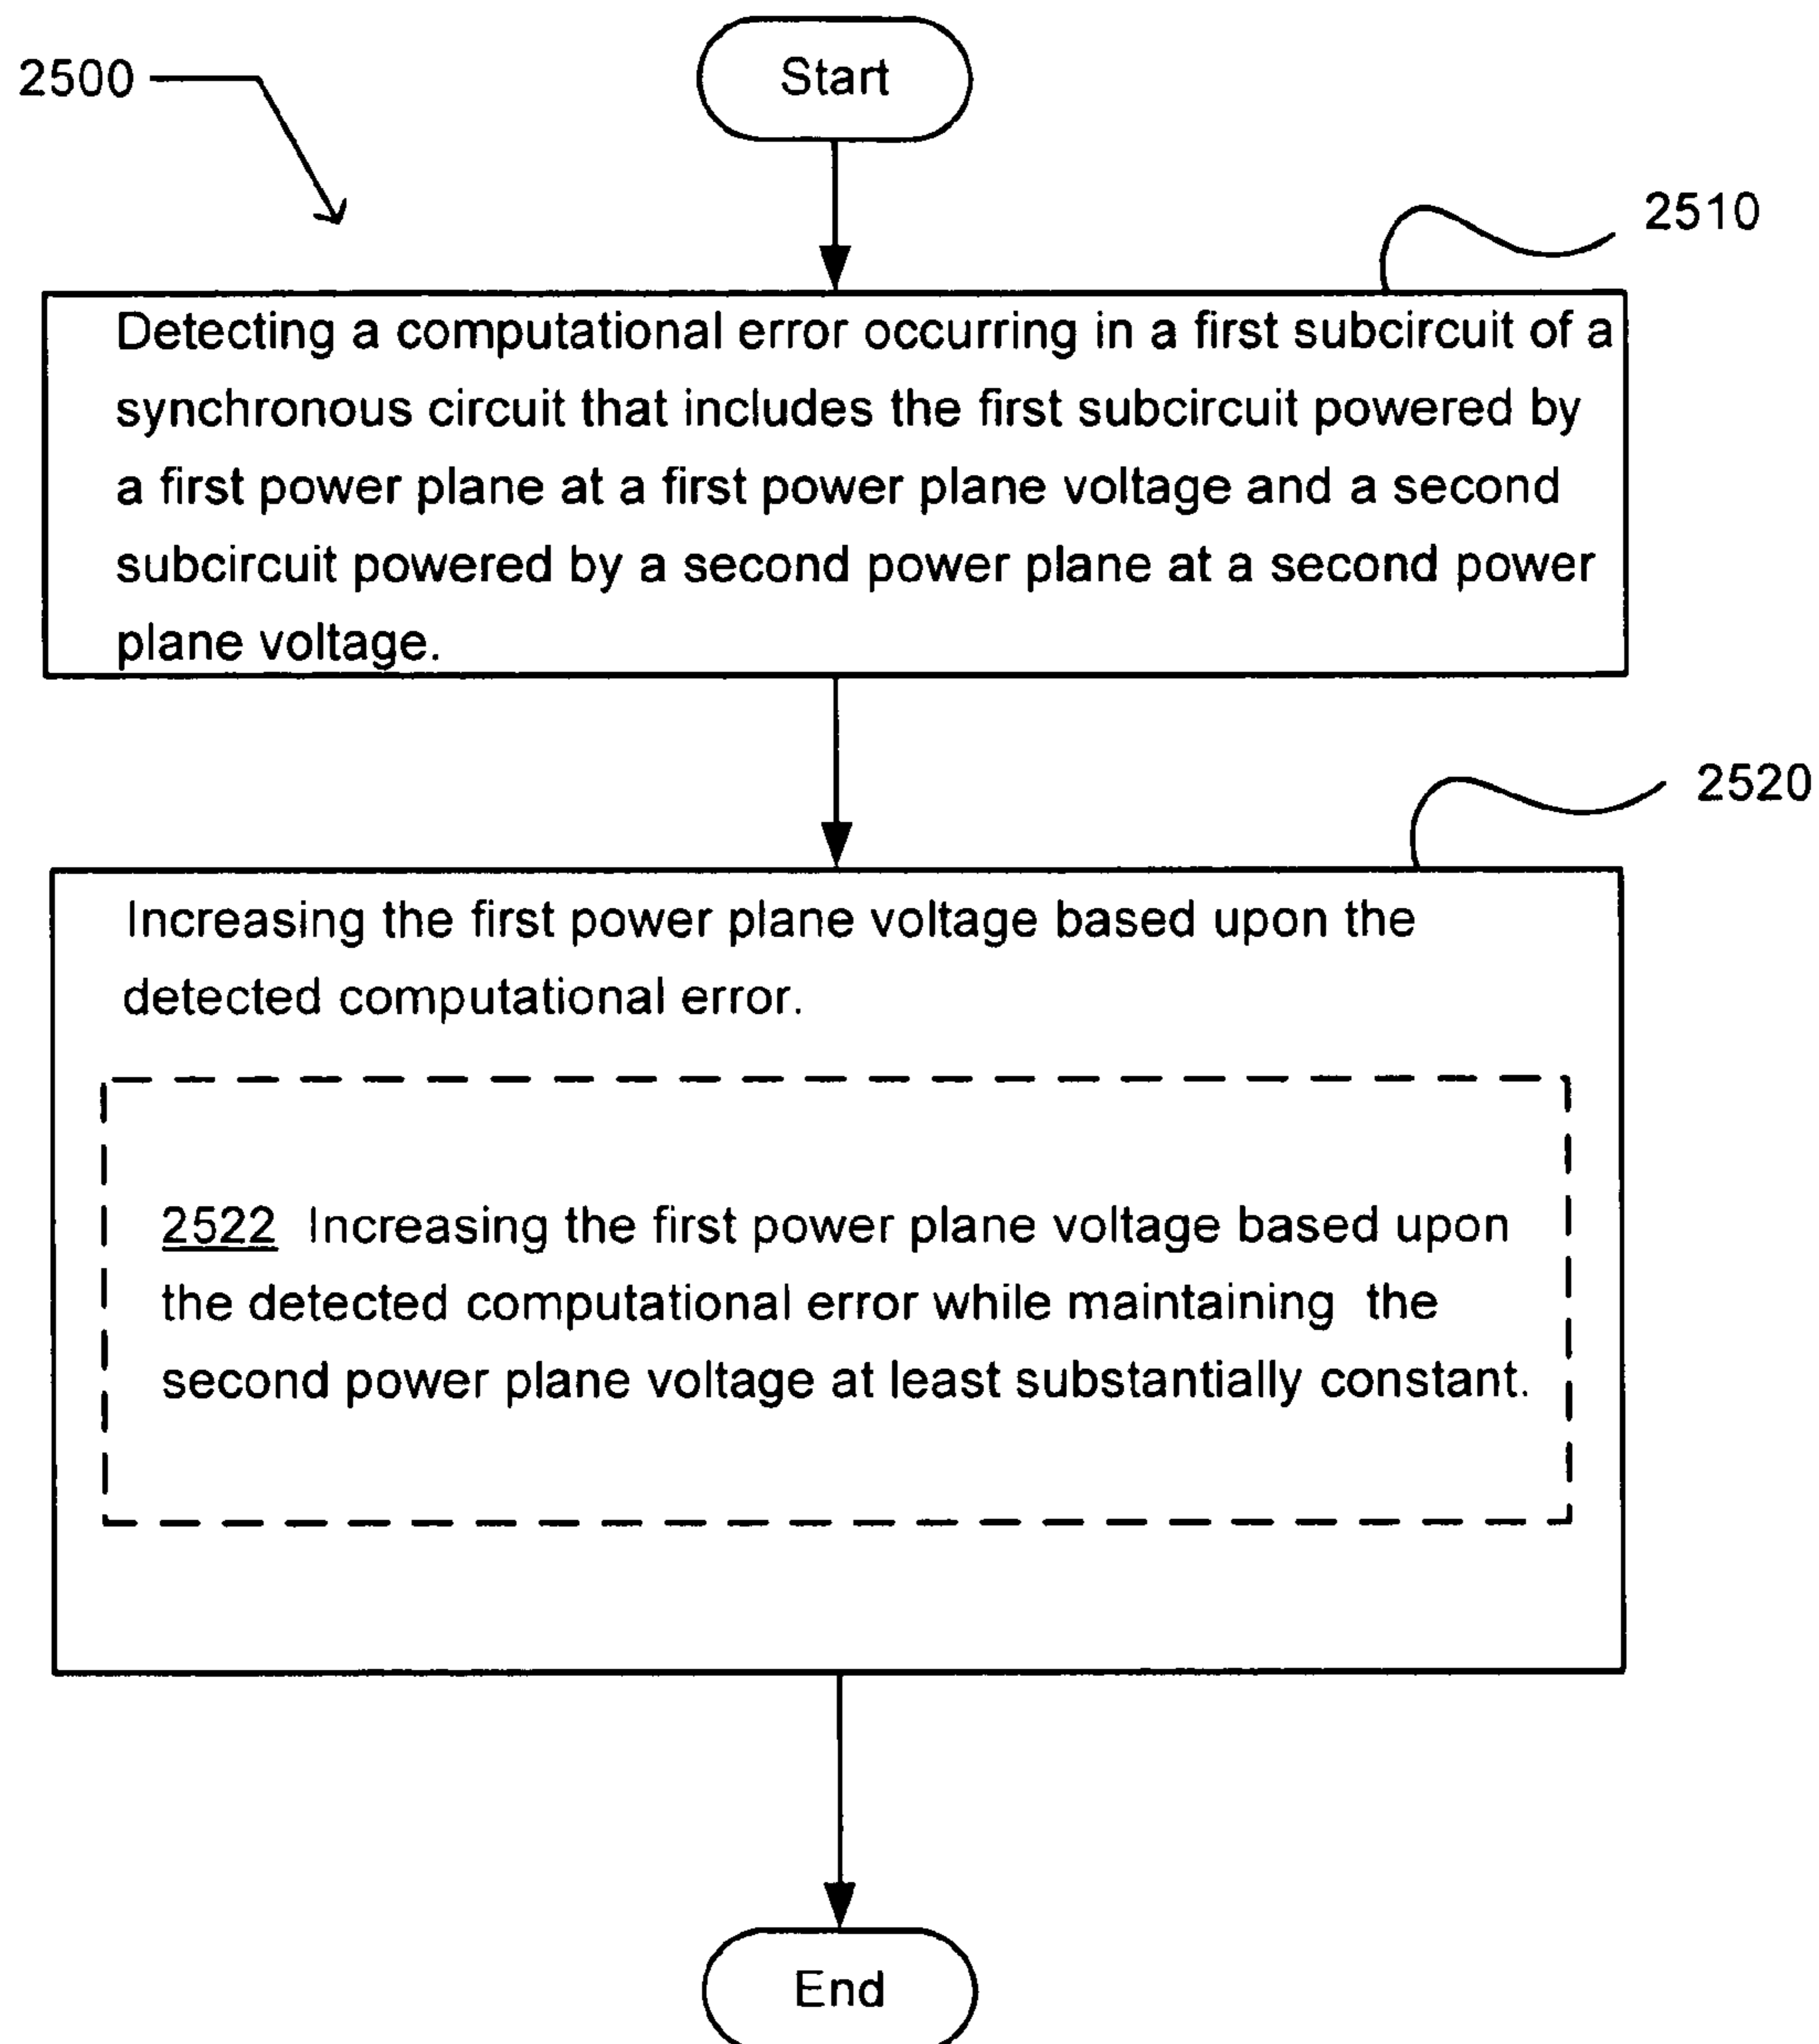 2500
Start
2510
Detecting a computational error occurring in a first subcircuit of a
synchronous circuit that includes the first subcircuit powered by
a first power plane at a first power plane voltage and a second
subcircuit powered by a second power plane at a second power
plane voltage.
2520
Increasing the first power plane voltage based upon the
detected computational error.
2522 Increasing the first power plane voltage based upon
the detected computational error while maintaining the
second power plane voltage at least substantially constant.
End